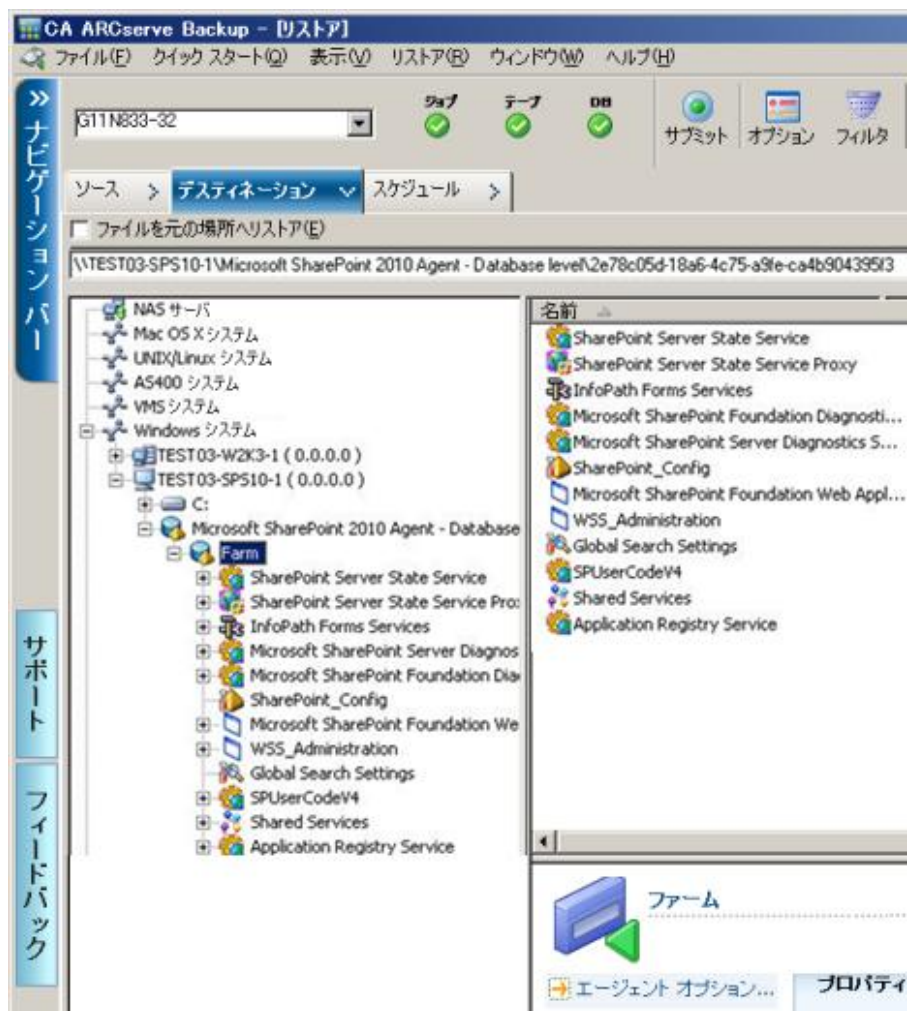 CA ARCserve Backup - [リストア]
ファイル(F) クイック スタート(Q) 表示(V) リストア(R) ウィンドウ(W) ヘルプ(H)
ナビゲーション バー
G11N833-32
ジョブ
テープ
DB
サブミット
オプション
フィルタ
ソース
デスティネーション
スケジュール
ファイルを元の場所へリストア(E)
\\TEST03-SPS10-1\Microsoft SharePoint 2010 Agent - Database level\2e78c05d-18a6-4c75-a9fe-ca4b904395f3
NAS サーバ
Mac OS X システム
UNIX/Linux システム
AS400 システム
VMS システム
Windows システム
TEST03-W2K3-1 ( 0.0.0.0 )
TEST03-SPS10-1 ( 0.0.0.0 )
C:
Microsoft SharePoint 2010 Agent - Database
Farm
SharePoint Server State Service
SharePoint Server State Service Pro
InfoPath Forms Services
Microsoft SharePoint Server Diagnos
Microsoft SharePoint Foundation Dia
SharePoint_Config
Microsoft SharePoint Foundation We
WSS_Administration
Global Search Settings
SPUserCodeV4
Shared Services
Application Registry Service
名前
SharePoint Server State Service
SharePoint Server State Service Proxy
InfoPath Forms Services
Microsoft SharePoint Foundation Diagnosti...
Microsoft SharePoint Server Diagnostics S...
SharePoint_Config
Microsoft SharePoint Foundation Web Appl...
WSS_Administration
Global Search Settings
SPUserCodeV4
Shared Services
Application Registry Service
ファーム
エージェント オプション...
プロパティ
サポート
フィードバック